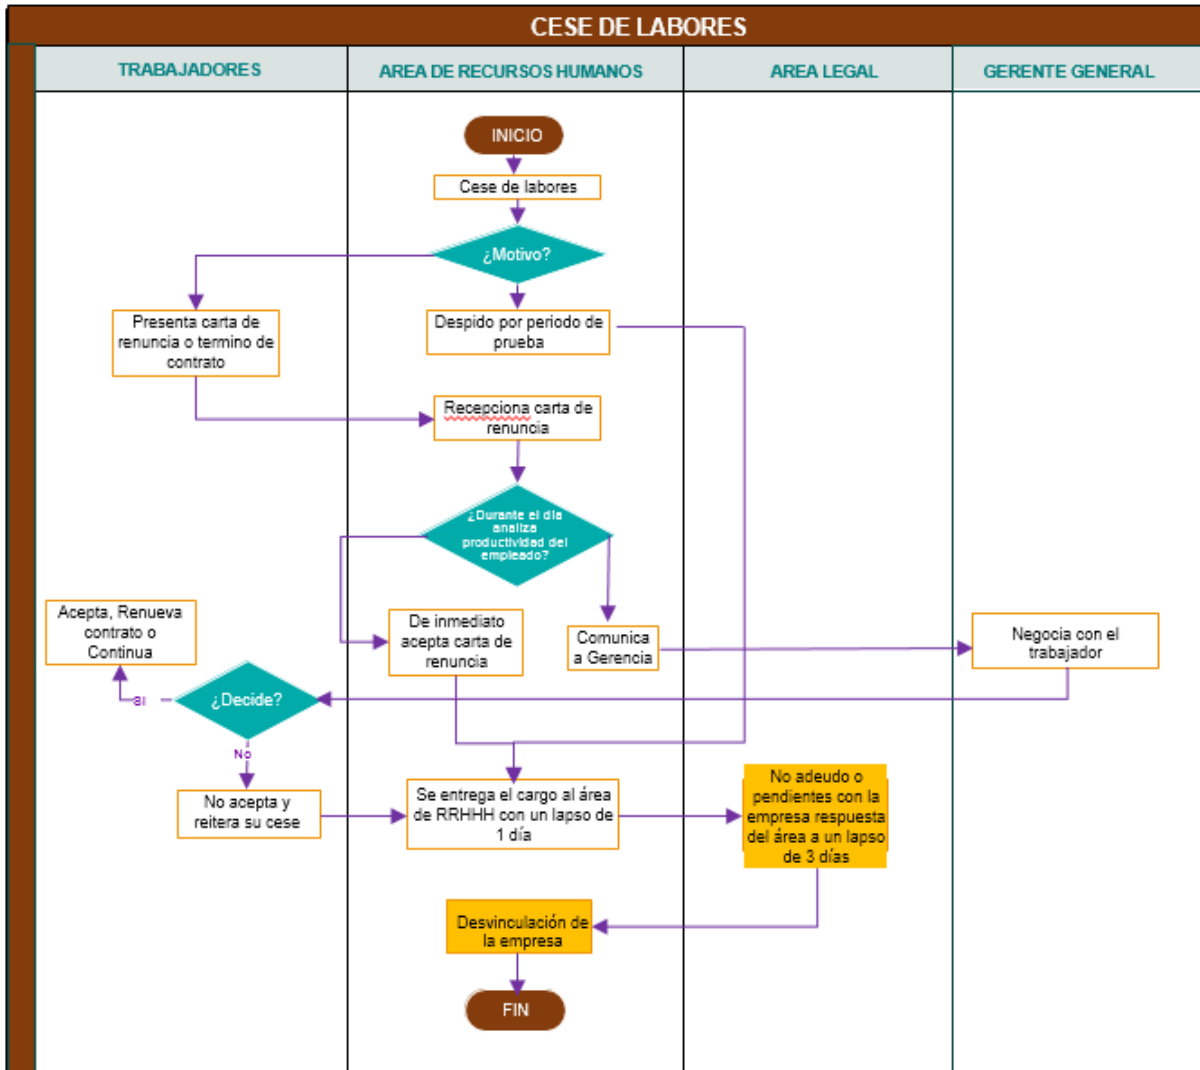 CESE DE LABORES
TRABAJADORES
AREA DE RECURSOS HUMANOS
AREA LEGAL
GERENTE GENERAL
INICIO
Cese de labores
¿Motivo?
Presenta carta de
renuncia o termino de
contrato
Despido por periodo de
prueba
Recepciona carta de
renuncia
¿Durante el día
analiza
productividad del
empleado?
Acepta, Renueva
contrato o
Continua
De inmediato
acepta carta de
renuncia
Comunica
a Gerencia
Negocia con el
trabajador
¿Decide?
SI
No
No acepta y
reitera su cese
Se entrega el cargo al área
de RRHHH con un lapso de
1 día
No adeudo o
pendientes con la
empresa respuesta
del área a un lapso
de 3 días
Desvinculación de
la empresa
FIN